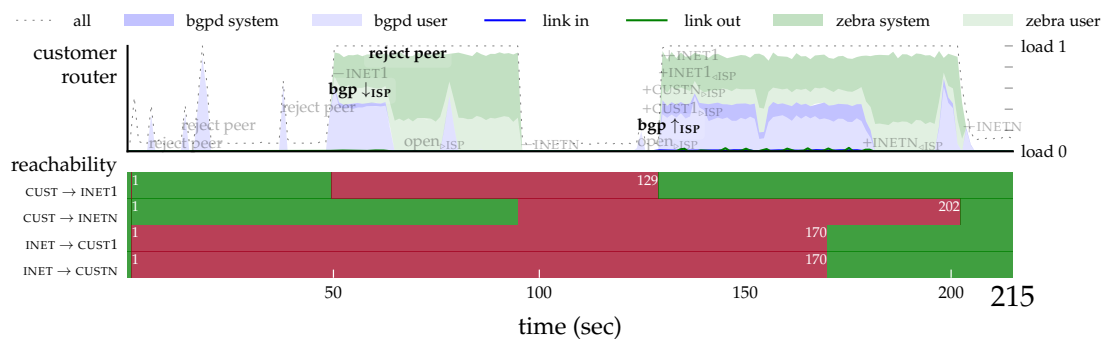 all bgpd system bgpd user link in link out zebra system zebra user
customer router
load 1
load 0
reject peer
−INET1
bgp ↓ISP
reject peer
reject peer
reject peer
open▹ISP
−INETN
++INET1
+INET1◃ISP
+CUSTN▹ISP
+CUST1▹ISP
bgp ↑ISP
open▹ISP
+INETN◃ISP
+INETN
reachability
CUST → INET1 1 129
CUST → INETN 1 202
INET → CUST1 1 170
INET → CUSTN 1 170
50 100 150 200 215
time (sec)